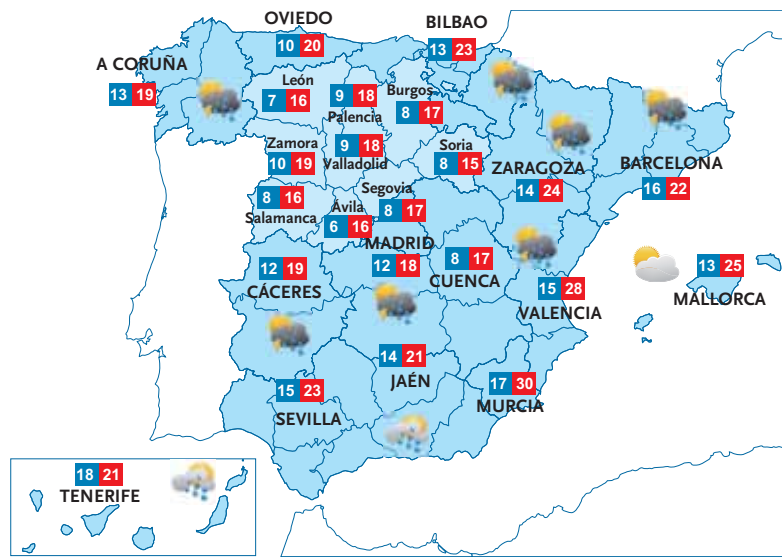 OVIEDO
10 20
BILBAO
13 23
A CORUÑA
13 19
León
7 16
9 18
Palencia
Burgos
8 17
Zamora
10 19
9 18
Valladolid
Soria
8 15
ZARAGOZA
14 24
BARCELONA
16 22
8 16
Salamanca
Ávila
6 16
Segovia
8 17
MADRID
12 18
8 17
CUENCA
12 19
CÁCERES
15 28
VALENCIA
13 25
MALLORCA
14 21
JAÉN
15 23
SEVILLA
17 30
MURCIA
18 21
TENERIFE